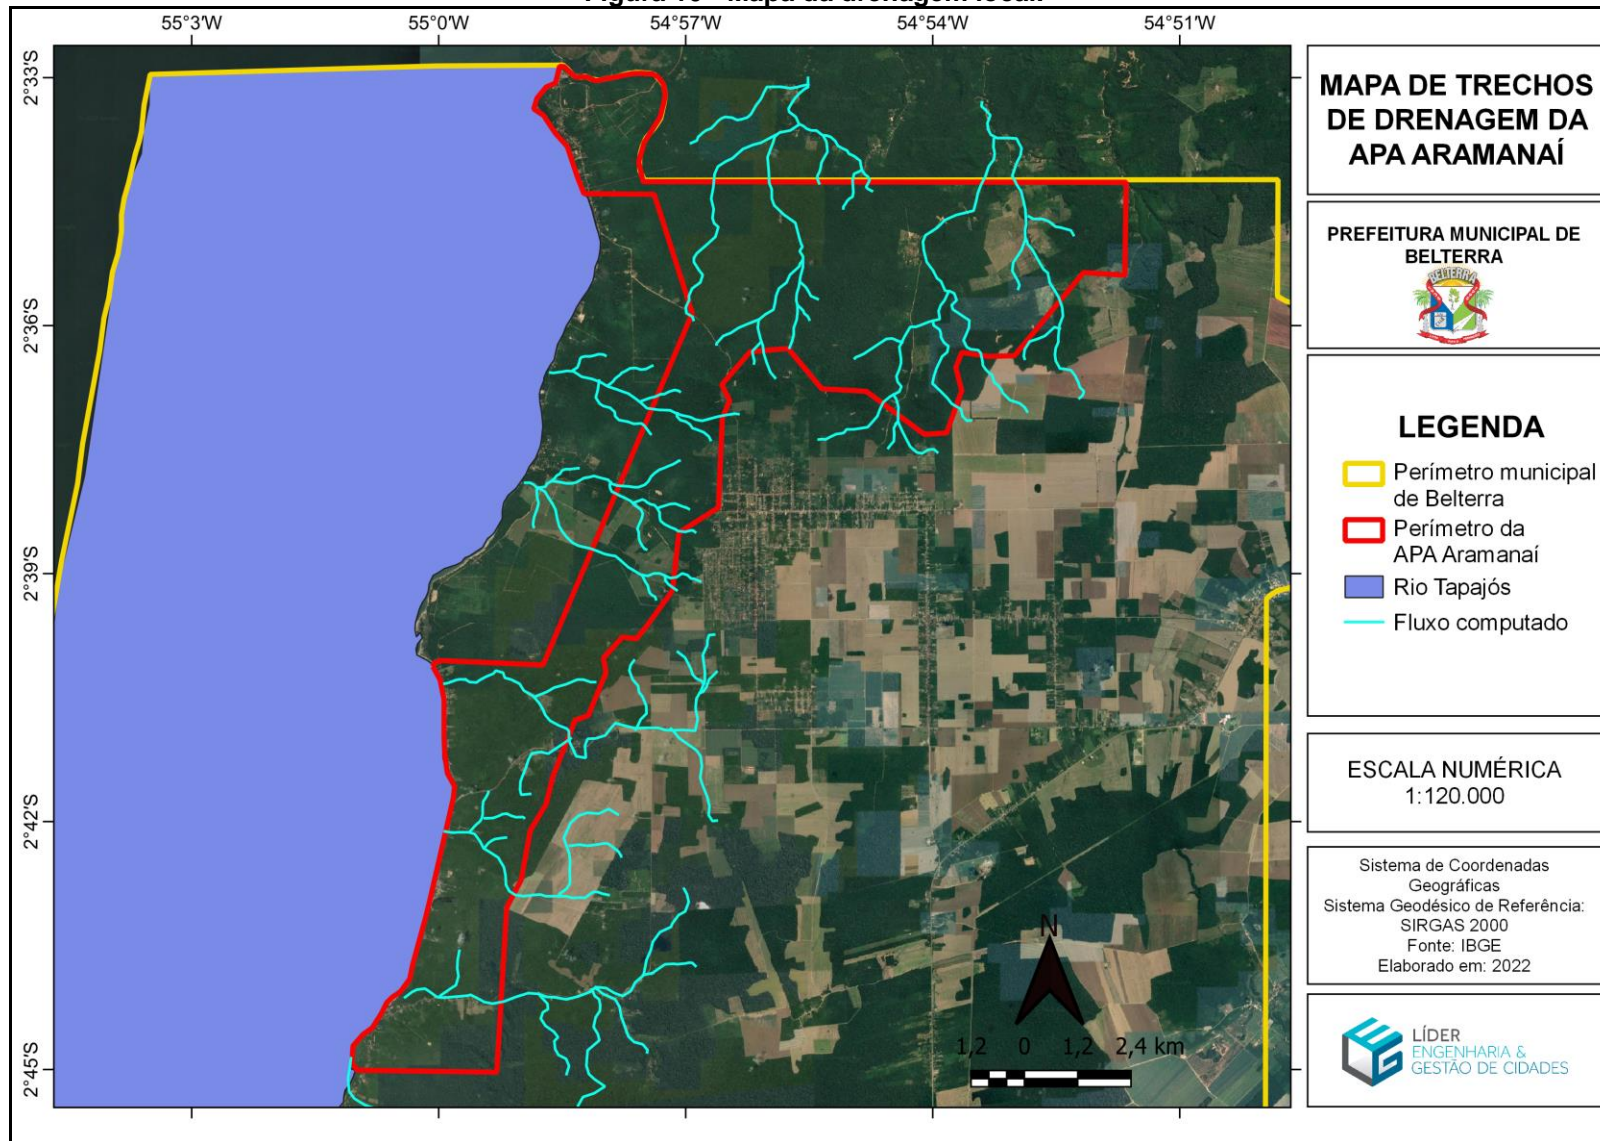 55°3'W 55°0'W 54°57'W 54°54'W 54°51'W
2°33'S
2°36'S
2°39'S
2°42'S
2°45'S
N
1,2 0 1,2 2,4 km
MAPA DE TRECHOS
DE DRENAGEM DA
APA ARAMANAÍ
PREFEITURA MUNICIPAL DE
BELTERRA
BELTERRA
LEGENDA
Perímetro municipal
de Belterra
Perímetro da
APA Aramanaí
Rio Tapajós
Fluxo computado
ESCALA NUMÉRICA
1:120.000
Sistema de Coordenadas
Geográficas
Sistema Geodésico de Referência:
SIRGAS 2000
Fonte: IBGE
Elaborado em: 2022
LÍDER
ENGENHARIA &
GESTÃO DE CIDADES